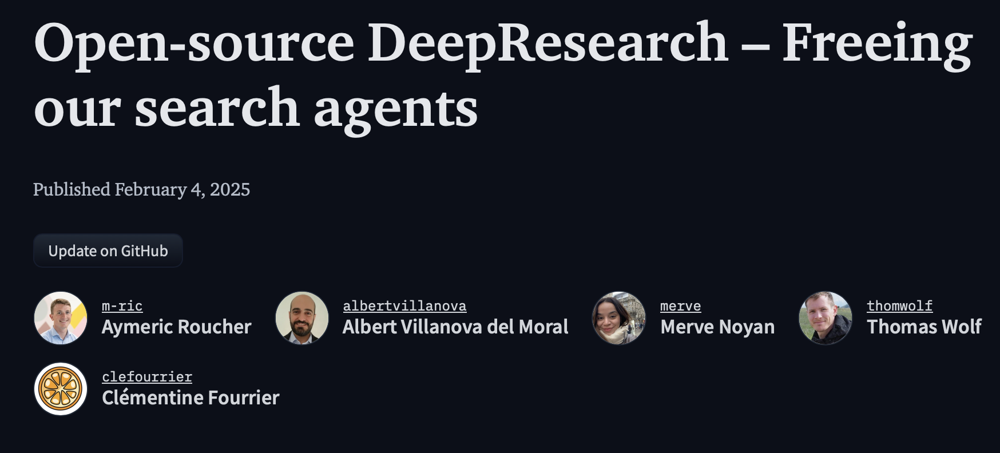 Open-source DeepResearch – Freeing
our search agents
Published February 4, 2025
Update on GitHub
m-ric
Aymeric Roucher
albertvillanova
Albert Villanova del Moral
merve
Merve Noyan
thomwolf
Thomas Wolf
clefourrier
Clémentine Fourrier